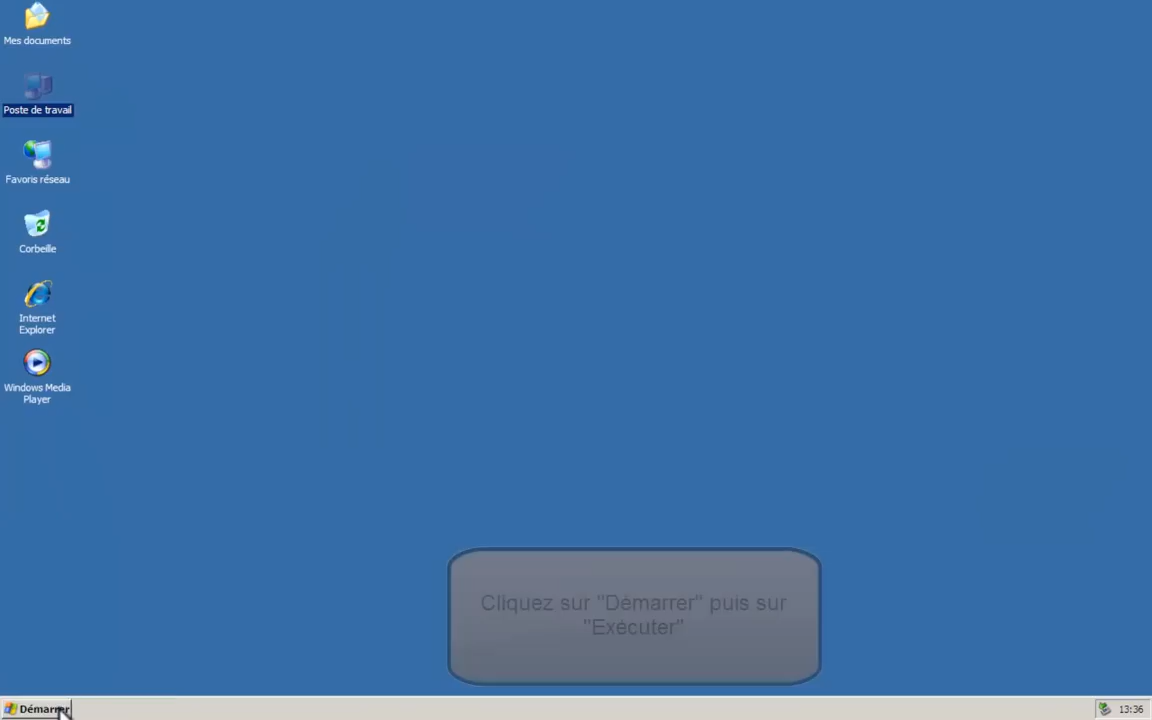 Mes documents
Poste de travail
Favoris réseau
Corbeille
Internet
Explorer
Windows Media
Player
Cliquez sur "Démarrer" puis sur
"Exécuter"
Démarrer
13:36